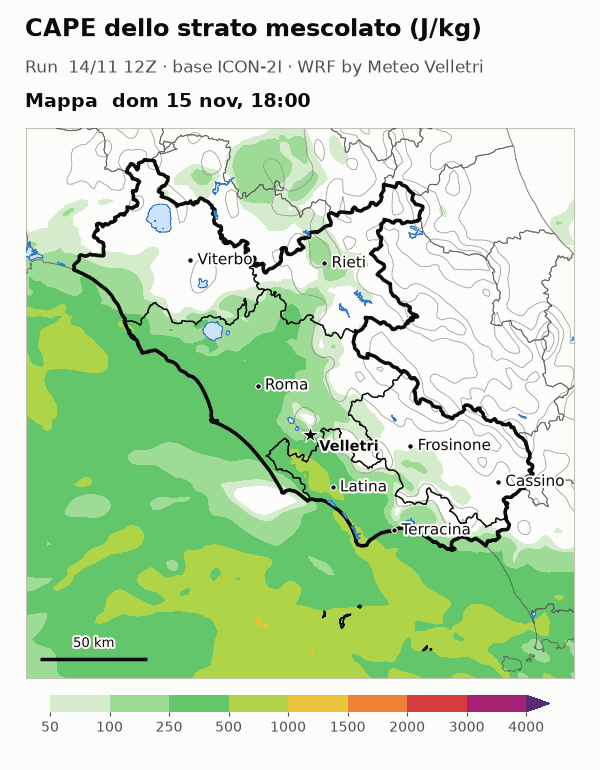 CAPE dello strato mescolato (J/kg)
Run  14/11 12Z · base ICON-2I · WRF by Meteo Velletri
Mappa  dom 15 nov, 18:00
Viterbo
Rieti
Roma
Velletri
Frosinone
Cassino
Latina
Terracina
50 km
50 100 250 500 1000 1500 2000 3000 4000